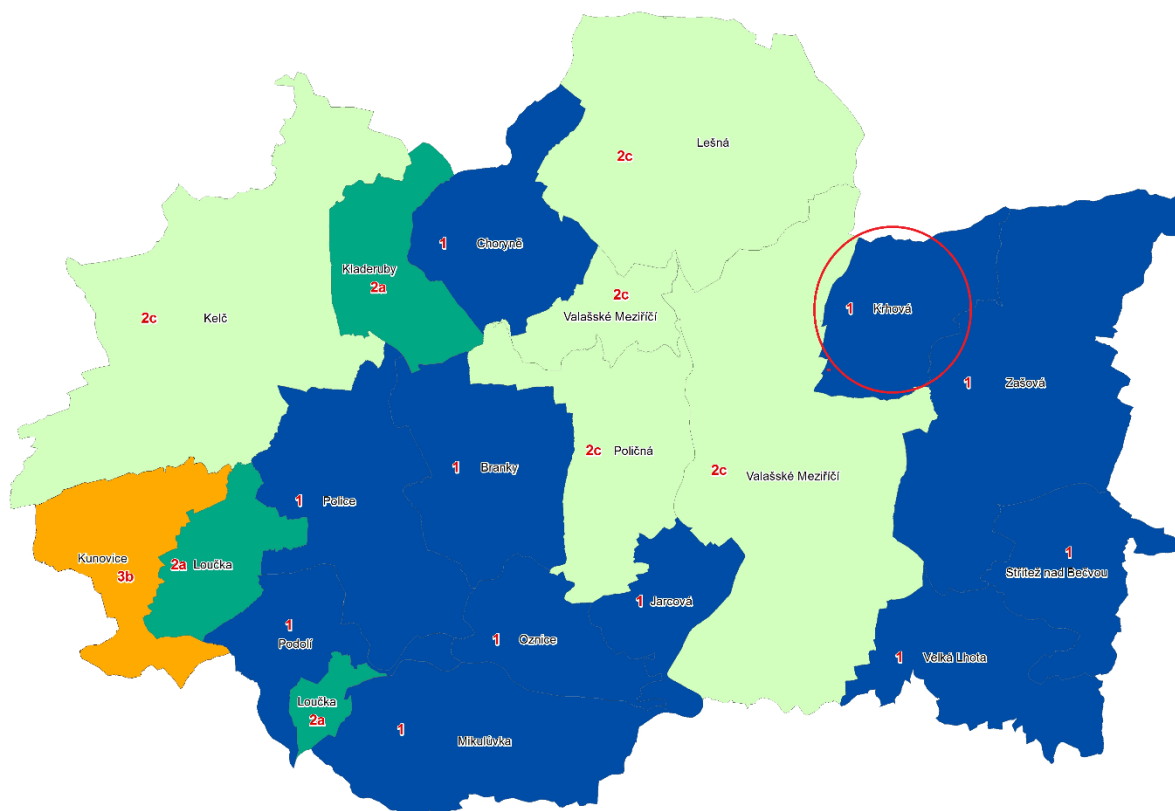 Lešná
2c
1 Choryně
Kladeruby
2a
2c
Valašské Meziříčí
1 Krhová
2c Kelč
1 Zašová
2c Poličná
1 Branky
2c Valašské Meziříčí
1 Police
Kunovice
3b
2a Loučka
1
Střítež nad Bečvou
1 Jarcová
1
Podolí
1 Oznice
1 Velká Lhota
Loučka
2a
1 Mikulůvka